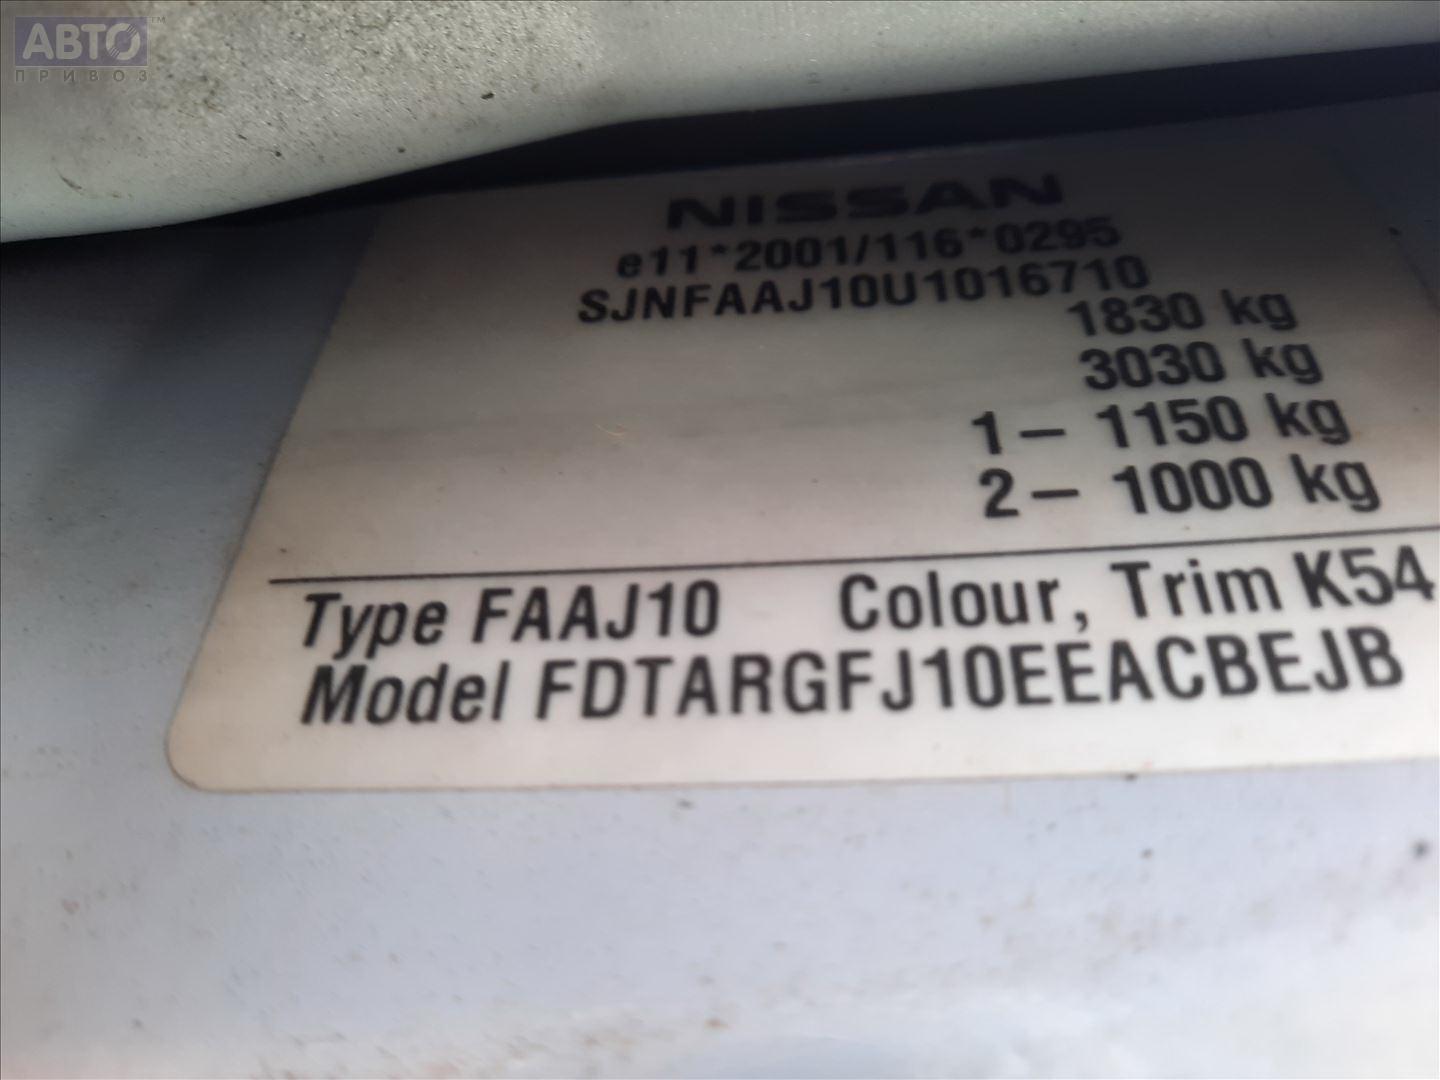 АВТО™
ПРИВОЗ
NISSAN
e11*2001/116*0295
SJNFAAJ10U1016710
1830 kg
3030 kg
1 – 1150 kg
2 – 1000 kg
Type FAAJ10 Colour, Trim K54
Model FDTARGFJ10EEACBEJB